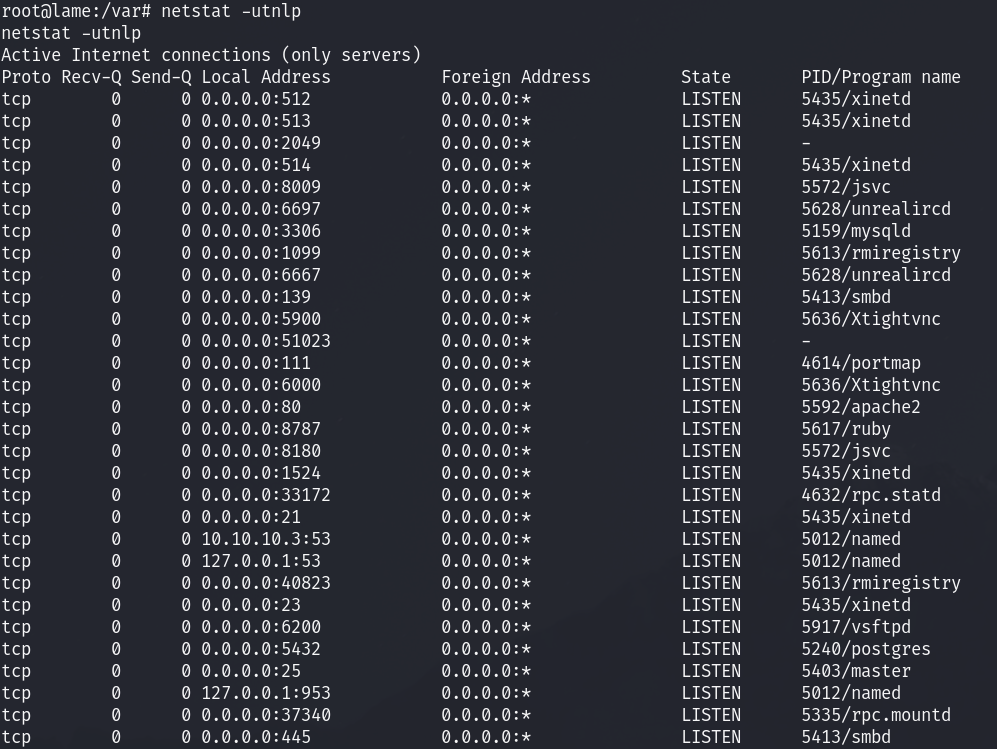 root@lame:/var# netstat -utnlp
netstat -utnlp
Active Internet connections (only servers)
Proto Recv-Q Send-Q Local Address           Foreign Address         State       PID/Program name
tcp        0      0 0.0.0.0:512             0.0.0.0:*               LISTEN      5435/xinetd
tcp        0      0 0.0.0.0:513             0.0.0.0:*               LISTEN      5435/xinetd
tcp        0      0 0.0.0.0:2049            0.0.0.0:*               LISTEN      -
tcp        0      0 0.0.0.0:514             0.0.0.0:*               LISTEN      5435/xinetd
tcp        0      0 0.0.0.0:8009            0.0.0.0:*               LISTEN      5572/jsvc
tcp        0      0 0.0.0.0:6697            0.0.0.0:*               LISTEN      5628/unrealircd
tcp        0      0 0.0.0.0:3306            0.0.0.0:*               LISTEN      5159/mysqld
tcp        0      0 0.0.0.0:1099            0.0.0.0:*               LISTEN      5613/rmiregistry
tcp        0      0 0.0.0.0:6667            0.0.0.0:*               LISTEN      5628/unrealircd
tcp        0      0 0.0.0.0:139             0.0.0.0:*               LISTEN      5413/smbd
tcp        0      0 0.0.0.0:5900            0.0.0.0:*               LISTEN      5636/Xtightvnc
tcp        0      0 0.0.0.0:51023           0.0.0.0:*               LISTEN      -
tcp        0      0 0.0.0.0:111             0.0.0.0:*               LISTEN      4614/portmap
tcp        0      0 0.0.0.0:6000            0.0.0.0:*               LISTEN      5636/Xtightvnc
tcp        0      0 0.0.0.0:80              0.0.0.0:*               LISTEN      5592/apache2
tcp        0      0 0.0.0.0:8787            0.0.0.0:*               LISTEN      5617/ruby
tcp        0      0 0.0.0.0:8180            0.0.0.0:*               LISTEN      5572/jsvc
tcp        0      0 0.0.0.0:1524            0.0.0.0:*               LISTEN      5435/xinetd
tcp        0      0 0.0.0.0:33172           0.0.0.0:*               LISTEN      4632/rpc.statd
tcp        0      0 0.0.0.0:21              0.0.0.0:*               LISTEN      5435/xinetd
tcp        0      0 10.10.10.3:53           0.0.0.0:*               LISTEN      5012/named
tcp        0      0 127.0.0.1:53            0.0.0.0:*               LISTEN      5012/named
tcp        0      0 0.0.0.0:40823           0.0.0.0:*               LISTEN      5613/rmiregistry
tcp        0      0 0.0.0.0:23              0.0.0.0:*               LISTEN      5435/xinetd
tcp        0      0 0.0.0.0:6200            0.0.0.0:*               LISTEN      5917/vsftpd
tcp        0      0 0.0.0.0:5432            0.0.0.0:*               LISTEN      5240/postgres
tcp        0      0 0.0.0.0:25              0.0.0.0:*               LISTEN      5403/master
tcp        0      0 127.0.0.1:953           0.0.0.0:*               LISTEN      5012/named
tcp        0      0 0.0.0.0:37340           0.0.0.0:*               LISTEN      5335/rpc.mountd
tcp        0      0 0.0.0.0:445             0.0.0.0:*               LISTEN      5413/smbd